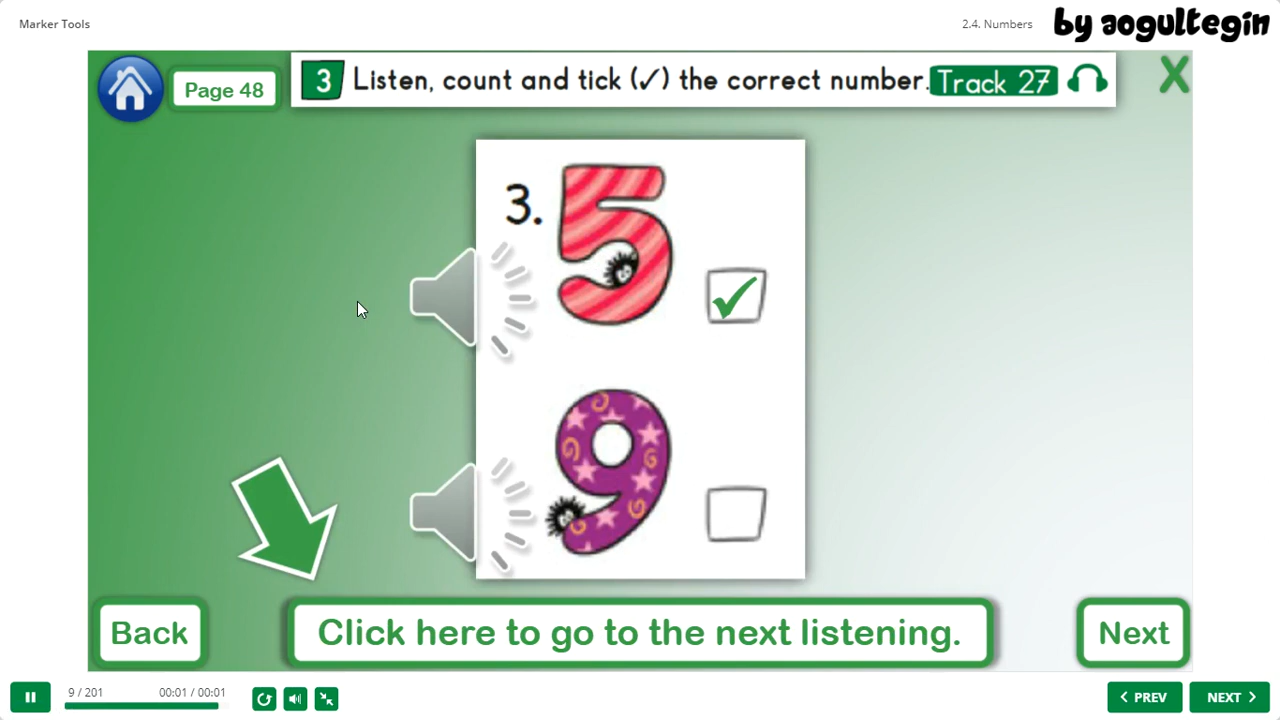 Marker Tools
2.4. Numbers
by aogultegin
Page 48
3 Listen, count and tick (✓) the correct number. Track 27
X
3.
5
9
Back
Click here to go to the next listening.
Next
9 / 201
00:01 / 00:01
PREV
NEXT